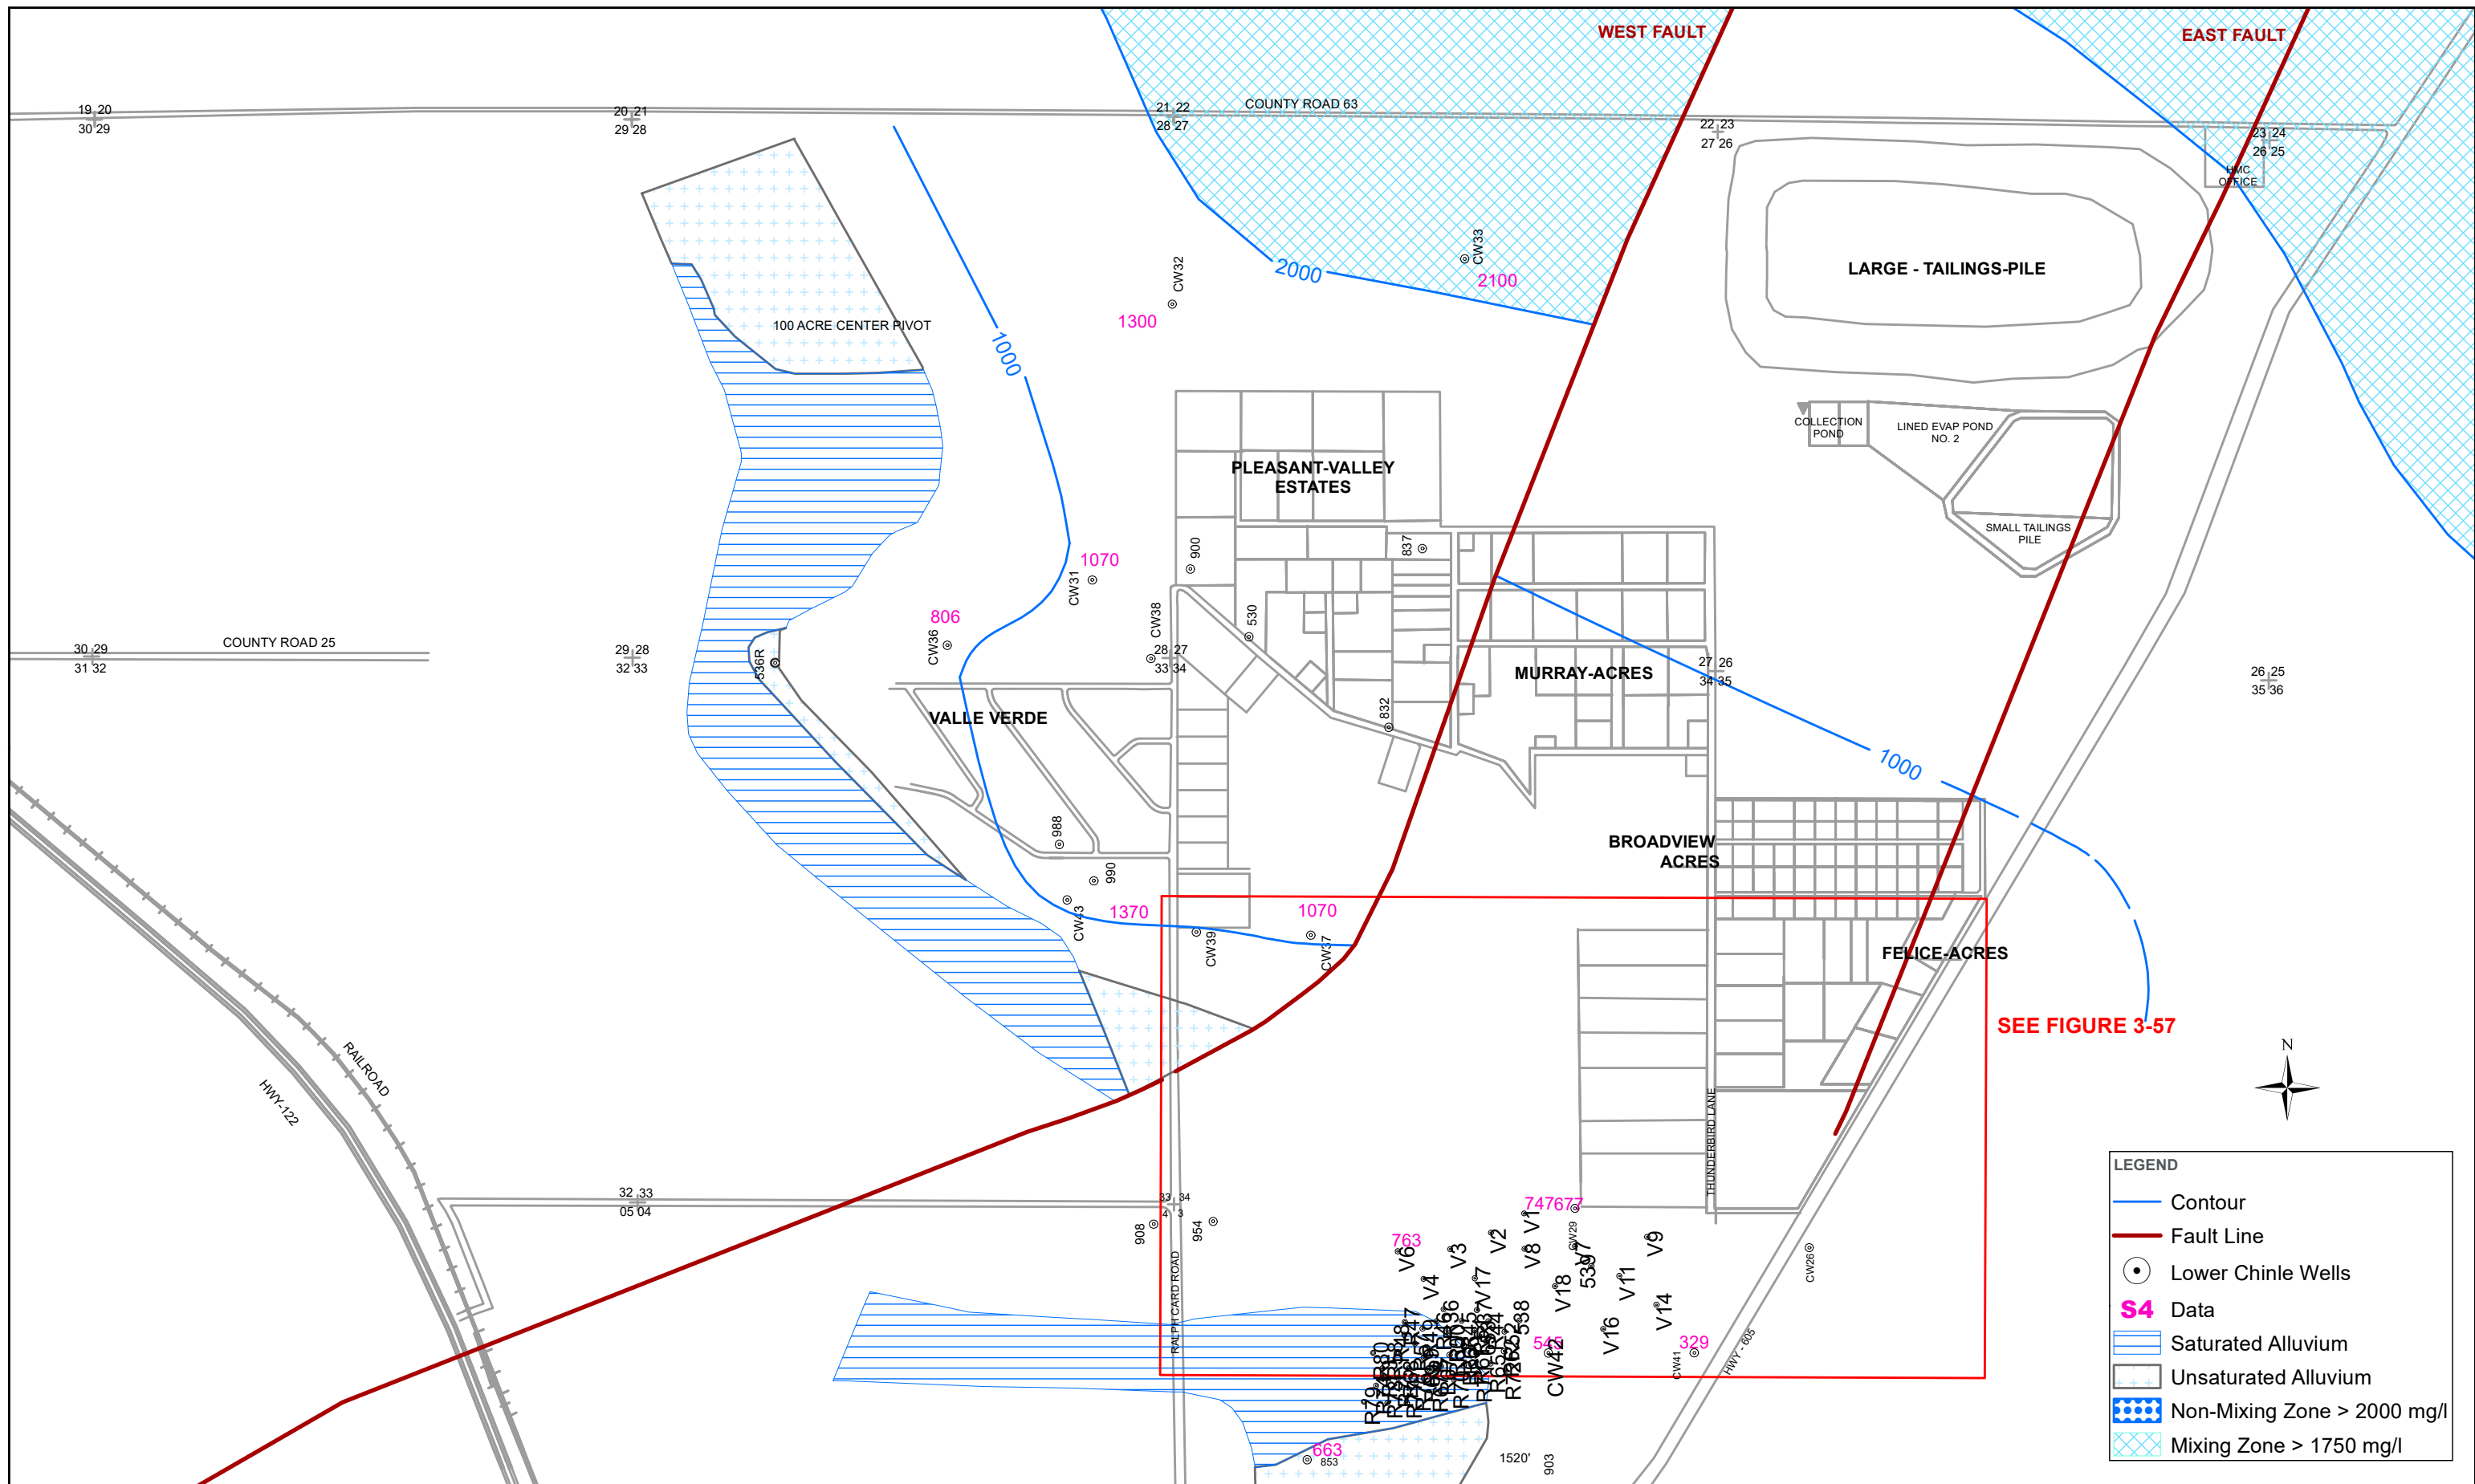 WEST FAULT
EAST FAULT
19 20
30 29
20 21
29 28
21 22
28 27
COUNTY ROAD 63
22 23
27 26
23 24
26 25
HMC
OFFICE
CW32
1300
2000
CW33
2100
LARGE - TAILINGS-PILE
100 ACRE CENTER PIVOT
1000
COLLECTION
POND
LINED EVAP POND
NO. 2
SMALL TAILINGS
PILE
PLEASANT-VALLEY
ESTATES
1070
CW31
900
837
806
CW36
CW38
530
COUNTY ROAD 25
30 29
31 32
29 28
32 33
536R
28 27
33 34
MURRAY-ACRES
27 26
34 35
26 25
35 36
VALLE VERDE
832
1000
988
990
BROADVIEW
ACRES
CW43
1370
CW39
1070
CW37
FELICE-ACRES
SEE FIGURE 3-57
N
RAILROAD
HWY-122
THUNDERBIRD LANE
32 33
05 04
33 34
4 3
908
954
RALPH CARD ROAD
763
V6
V3
V2
V1
747677
CW29
V8
V7
539
V9
V4
V17
V18
V11
V14
V16
538
545
CW42
329
CW41
CW26
HWY - 605
R79
663
853
1520'
903
LEGEND
Contour
Fault Line
Lower Chinle Wells
S4 Data
Saturated Alluvium
Unsaturated Alluvium
Non-Mixing Zone > 2000 mg/l
Mixing Zone > 1750 mg/l